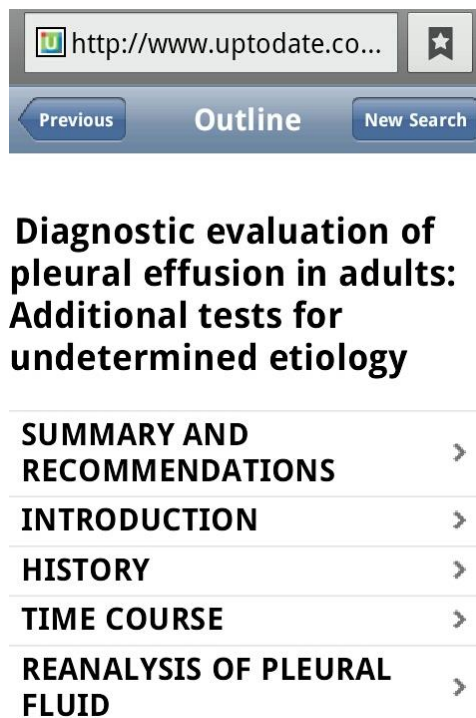 http://www.uptodate.co...
Previous
Outline
New Search
Diagnostic evaluation of
pleural effusion in adults:
Additional tests for
undetermined etiology
SUMMARY AND
RECOMMENDATIONS
INTRODUCTION
HISTORY
TIME COURSE
REANALYSIS OF PLEURAL
FLUID